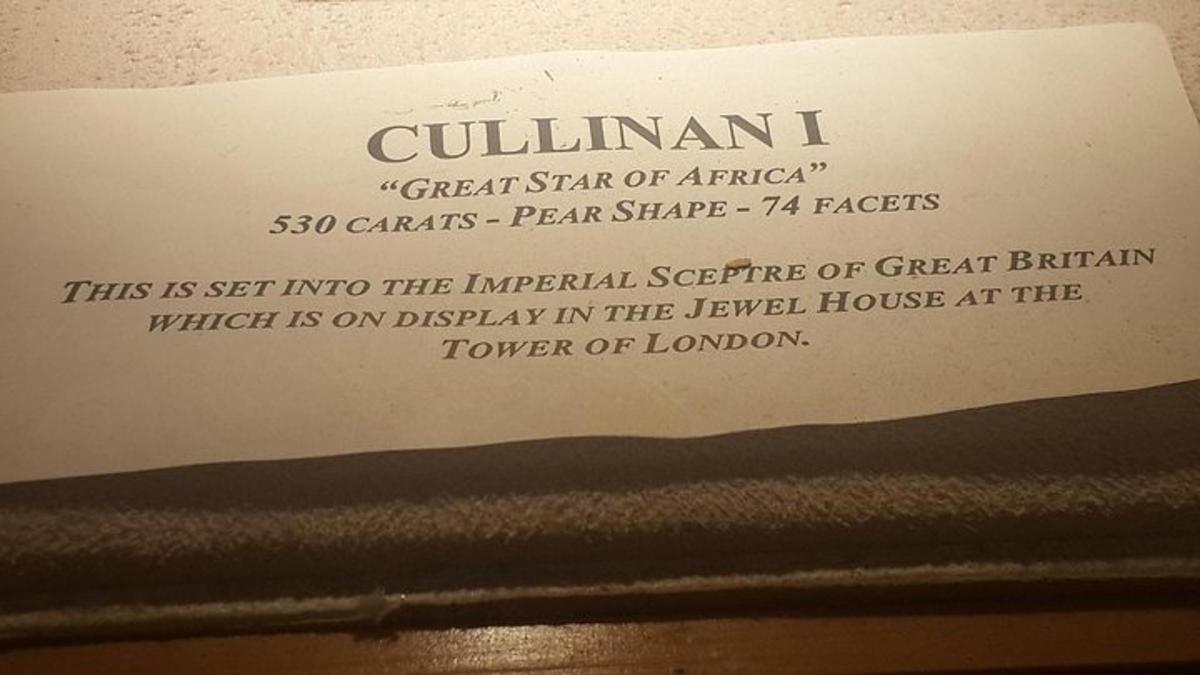 CULLINAN I
“GREAT STAR OF AFRICA”
530 CARATS - PEAR SHAPE - 74 FACETS
THIS IS SET INTO THE IMPERIAL SCEPTRE OF GREAT BRITAIN
WHICH IS ON DISPLAY IN THE JEWEL HOUSE AT THE
TOWER OF LONDON.